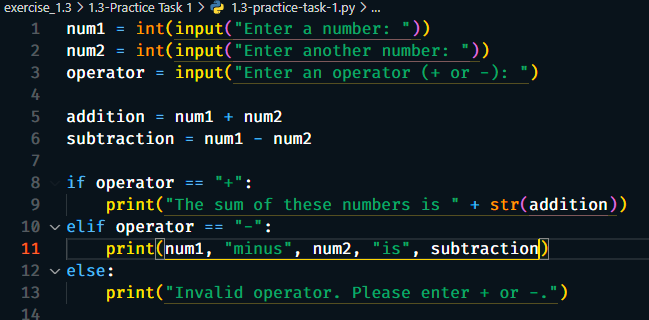 exercise_1.3 > 1.3-Practice Task 1 > 1.3-practice-task-1.py > ...
1 num1 = int(input("Enter a number: "))
2 num2 = int(input("Enter another number: "))
3 operator = input("Enter an operator (+ or -): ")
4
5 addition = num1 + num2
6 subtraction = num1 - num2
7
8 if operator == "+":
9     print("The sum of these numbers is " + str(addition))
10 elif operator == "-":
11     print(num1, "minus", num2, "is", subtraction)
12 else:
13     print("Invalid operator. Please enter + or -.")
14